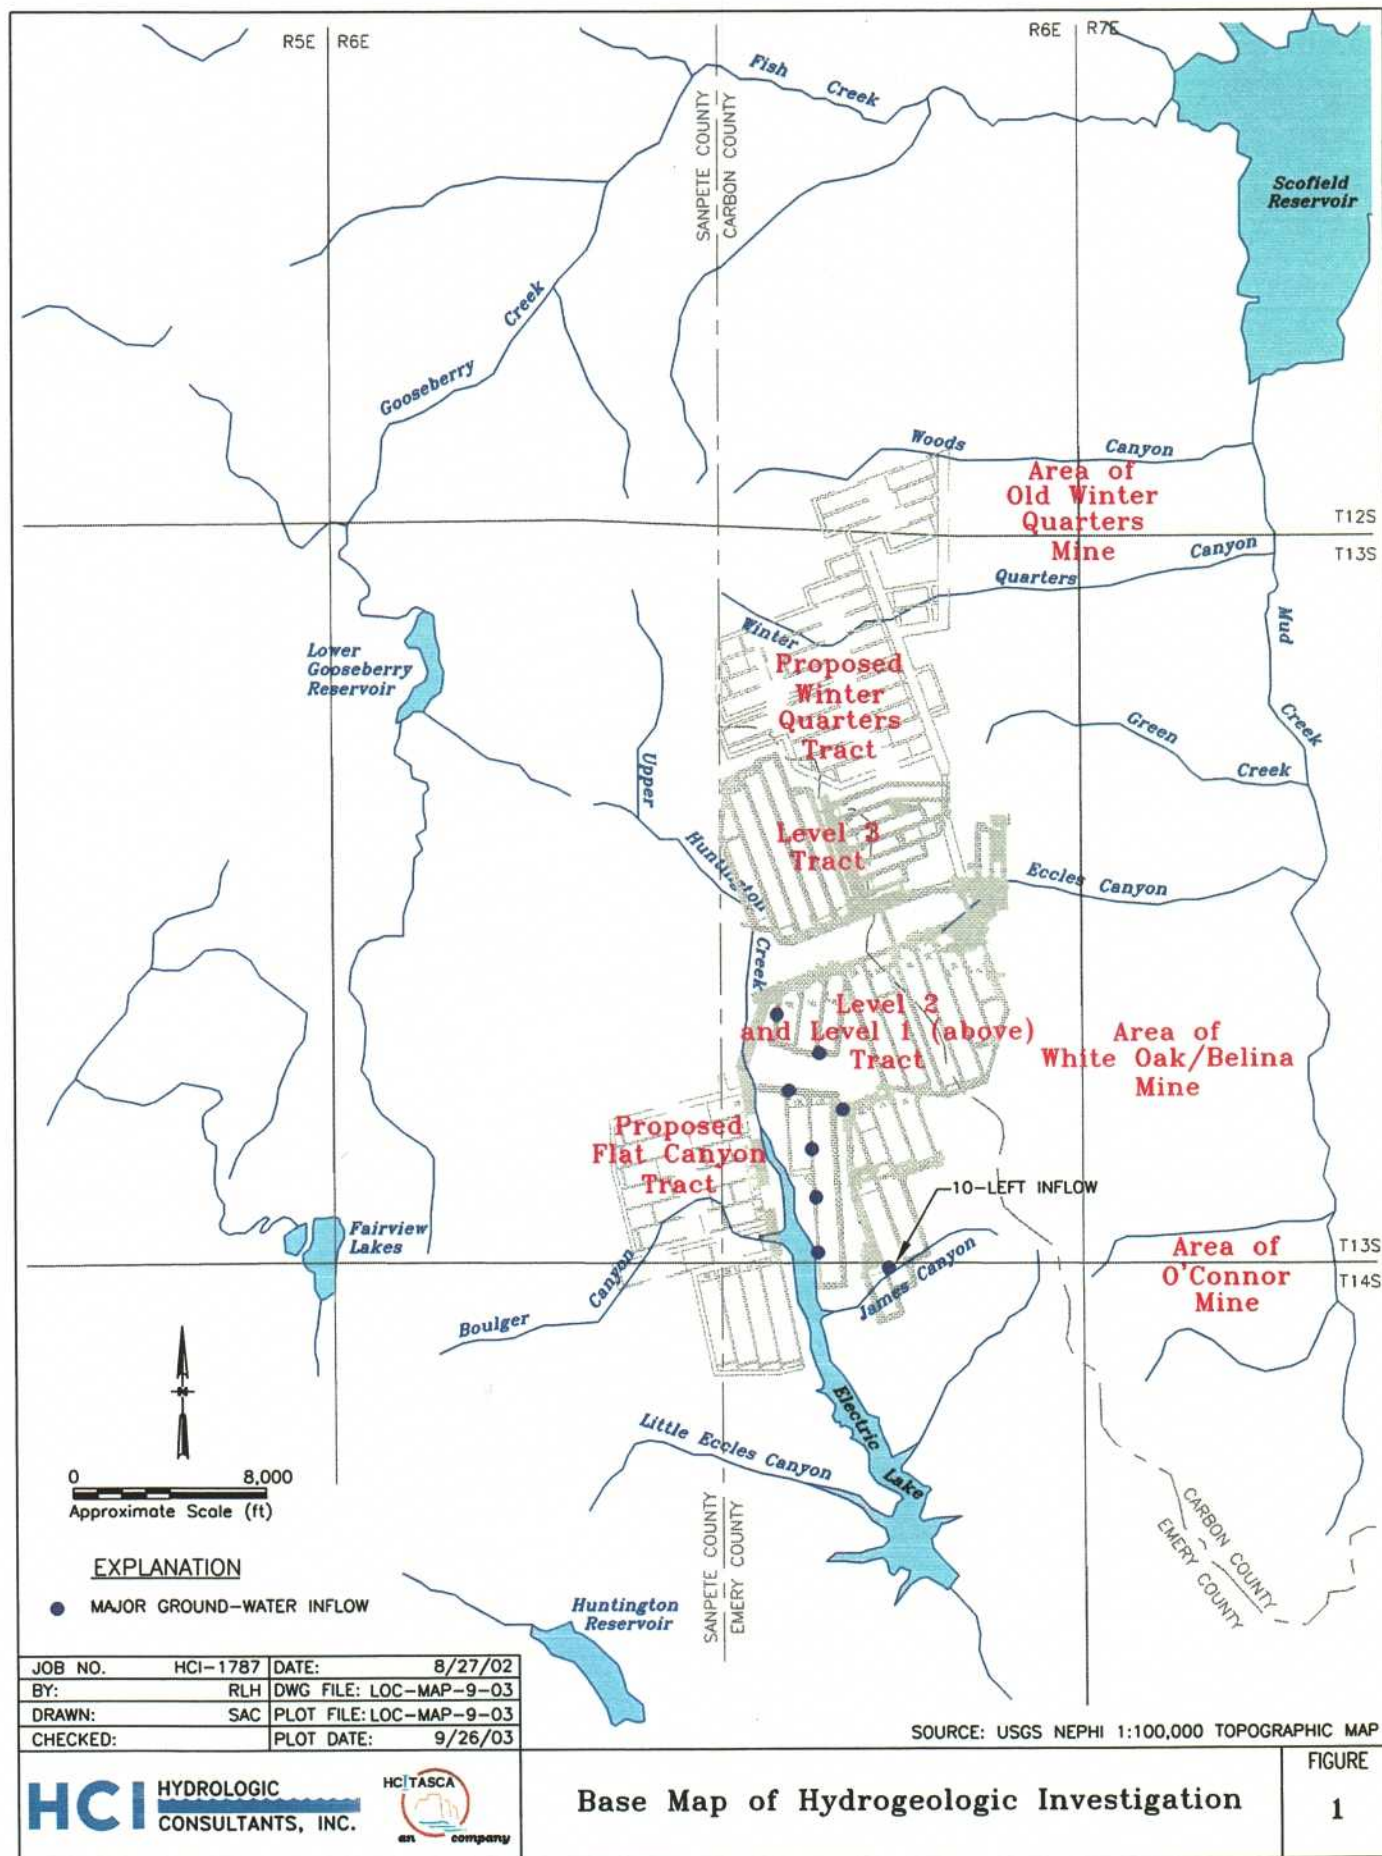 R5E R6E
R6E R7E
Fish Creek
SANPETE COUNTY
CARBON COUNTY
Scofield
Reservoir
Gooseberry Creek
Woods Canyon
Area of
Old Winter
Quarters
Mine
T12S
T13S
Winter Quarters Canyon
Mud Creek
Lower
Gooseberry
Reservoir
Proposed
Winter
Quarters
Tract
Green Creek
Upper Huntington Creek
Level 3
Tract
Eccles Canyon
Level 2
and Level 1 (above)
Tract
Area of
White Oak/Belina
Mine
Proposed
Flat Canyon
Tract
10-LEFT INFLOW
Fairview
Lakes
James Canyon
Area of
O'Connor
Mine
T13S
T14S
Boulger Canyon
Electric Lake
Little Eccles Canyon
0 8,000
Approximate Scale (ft)
SANPETE COUNTY
EMERY COUNTY
CARBON COUNTY
EMERY COUNTY
EXPLANATION
MAJOR GROUND-WATER INFLOW
Huntington
Reservoir
JOB NO. HCI-1787 DATE: 8/27/02
BY: RLH DWG FILE: LOC-MAP-9-03
DRAWN: SAC PLOT FILE: LOC-MAP-9-03
CHECKED: PLOT DATE: 9/26/03
SOURCE: USGS NEPHI 1:100,000 TOPOGRAPHIC MAP
HCI HYDROLOGIC
CONSULTANTS, INC.
HCITASCA
an company
Base Map of Hydrogeologic Investigation
FIGURE
1